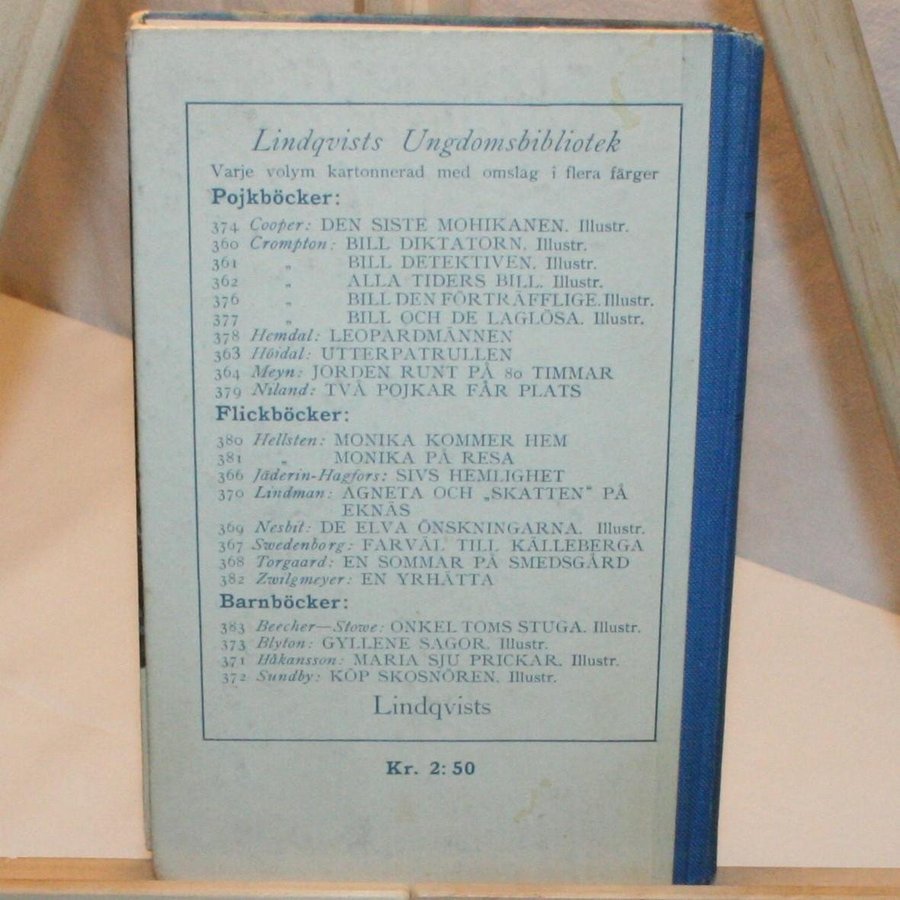 Lindqvists Ungdomsbibliotek
Varje volym kartonnerad med omslag i flera färger
Pojkböcker:
374 Cooper: DEN SISTE MOHIKANEN. Illustr.
360 Crompton: BILL DIKTATORN. Illustr.
361 „ BILL DETEKTIVEN. Illustr.
362 „ ALLA TIDERS BILL. Illustr.
376 „ BILL DEN FÖRTRÄFFLIGE. Illustr.
377 „ BILL OCH DE LAGLÖSA. Illustr.
378 Hemdal: LEOPARDMÄNNEN
363 Höidal: UTTERPATRULLEN
364 Meyn: JORDEN RUNT PÅ 80 TIMMAR
379 Niland: TVÅ POJKAR FÅR PLATS
Flickböcker:
380 Hellsten: MONIKA KOMMER HEM
381 „ MONIKA PÅ RESA
366 Jäderin-Hagfors: SIVS HEMLIGHET
370 Lindman: AGNETA OCH „SKATTEN" PÅ
EKNÄS
369 Nesbit: DE ELVA ÖNSKNINGARNA. Illustr.
367 Swedenborg: FARVÄL TILL KÄLLEBERGA
368 Torgaard: EN SOMMAR PÅ SMEDSGÅRD
382 Zwilgmeyer: EN YRHÄTTA
Barnböcker:
383 Beecher—Stowe: ONKEL TOMS STUGA. Illustr.
373 Blyton: GYLLENE SAGOR. Illustr.
371 Håkansson: MARIA SJU PRICKAR. Illustr.
372 Sundby: KÖP SKOSNÖREN. Illustr.
Lindqvists
Kr. 2:50